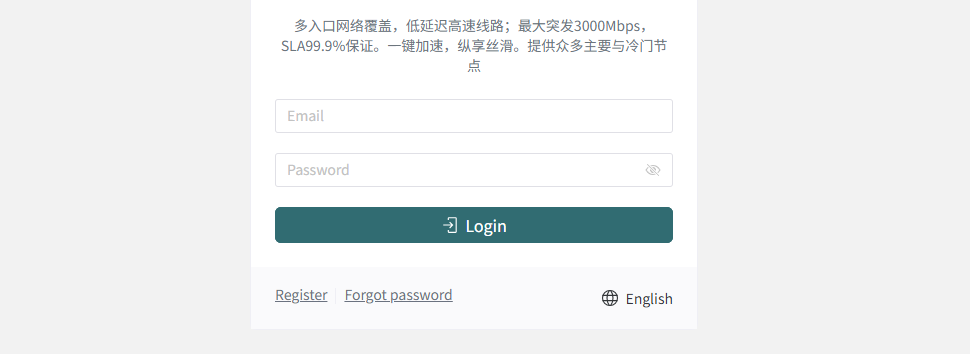 多入口网络覆盖，低延迟高速线路；最大突发3000Mbps，
SLA99.9%保证。一键加速，纵享丝滑。提供众多主要与冷门节
点
Email
Password
Login
Register
Forgot password
English